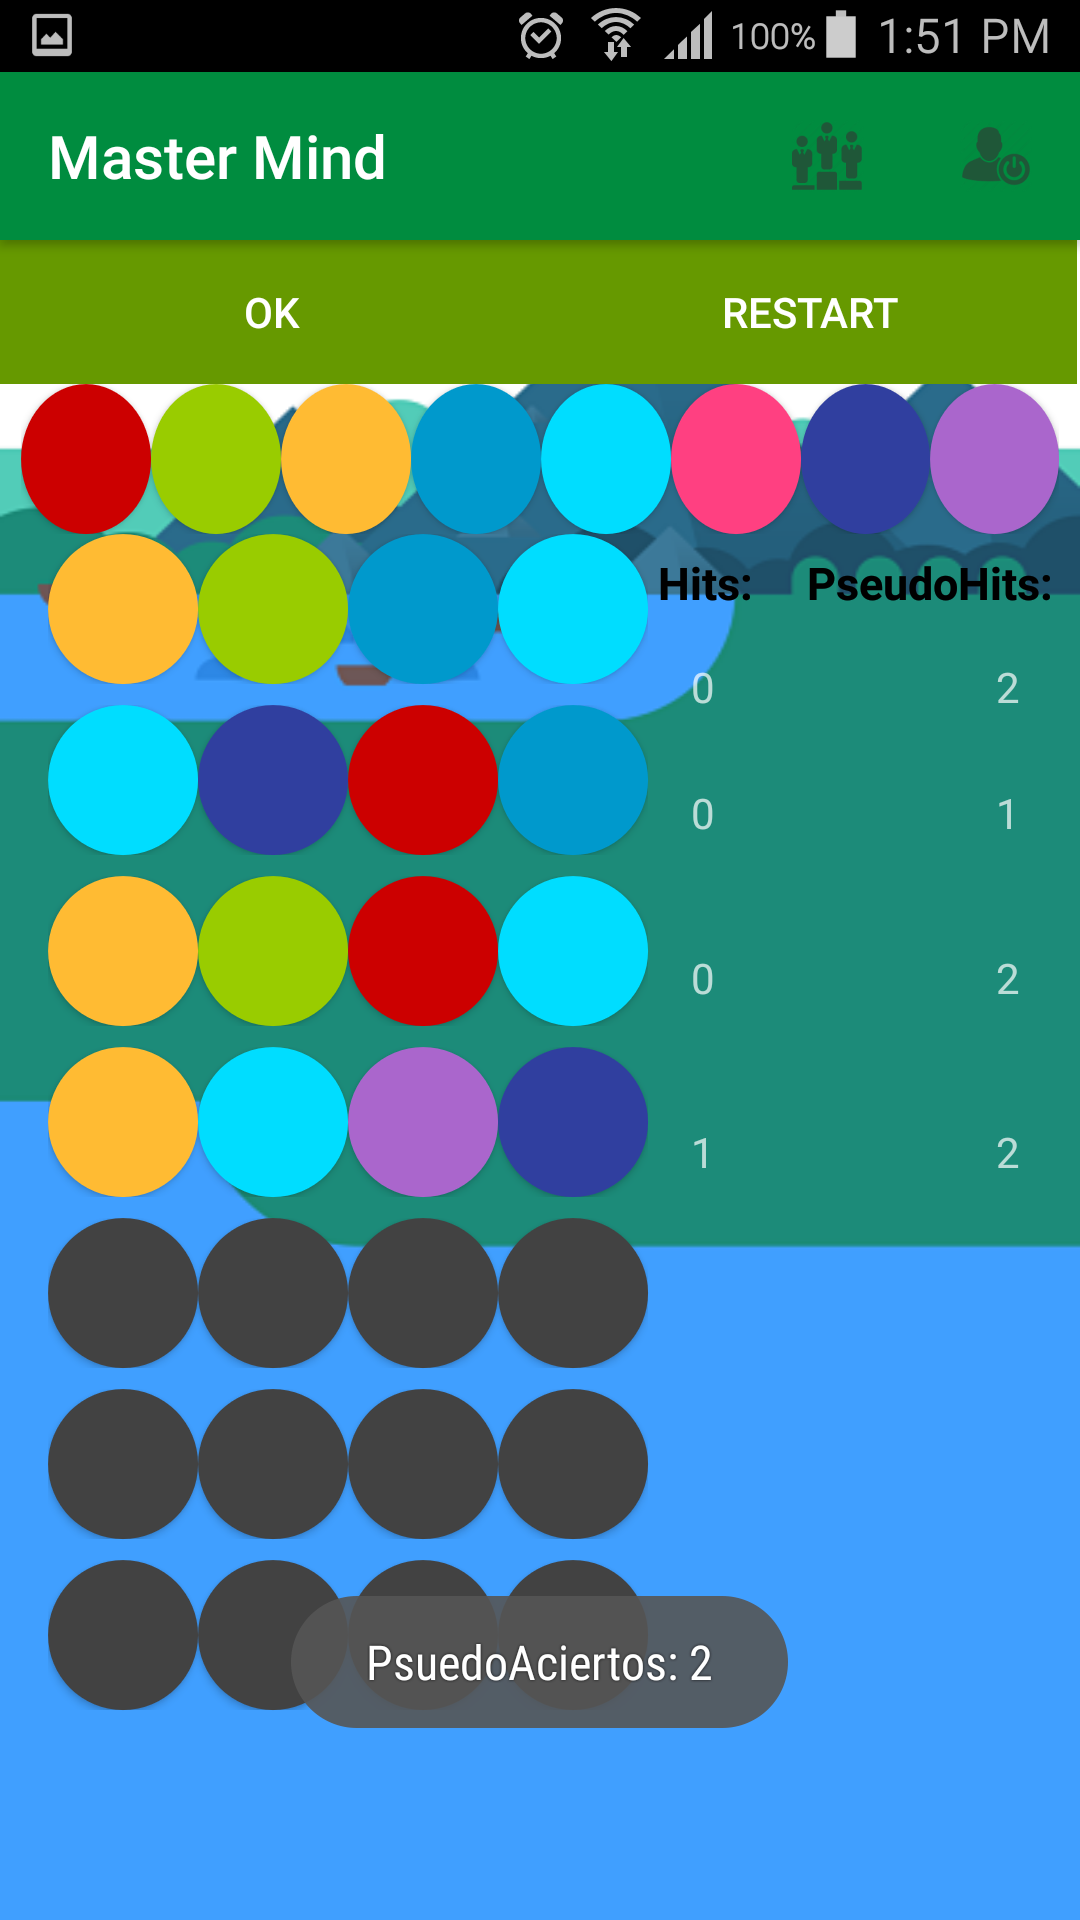 100% 1:51 PM
Master Mind
OK RESTART
Hits: PseudoHits:
0 2
0 1
0 2
1 2
PsuedoAciertos: 2